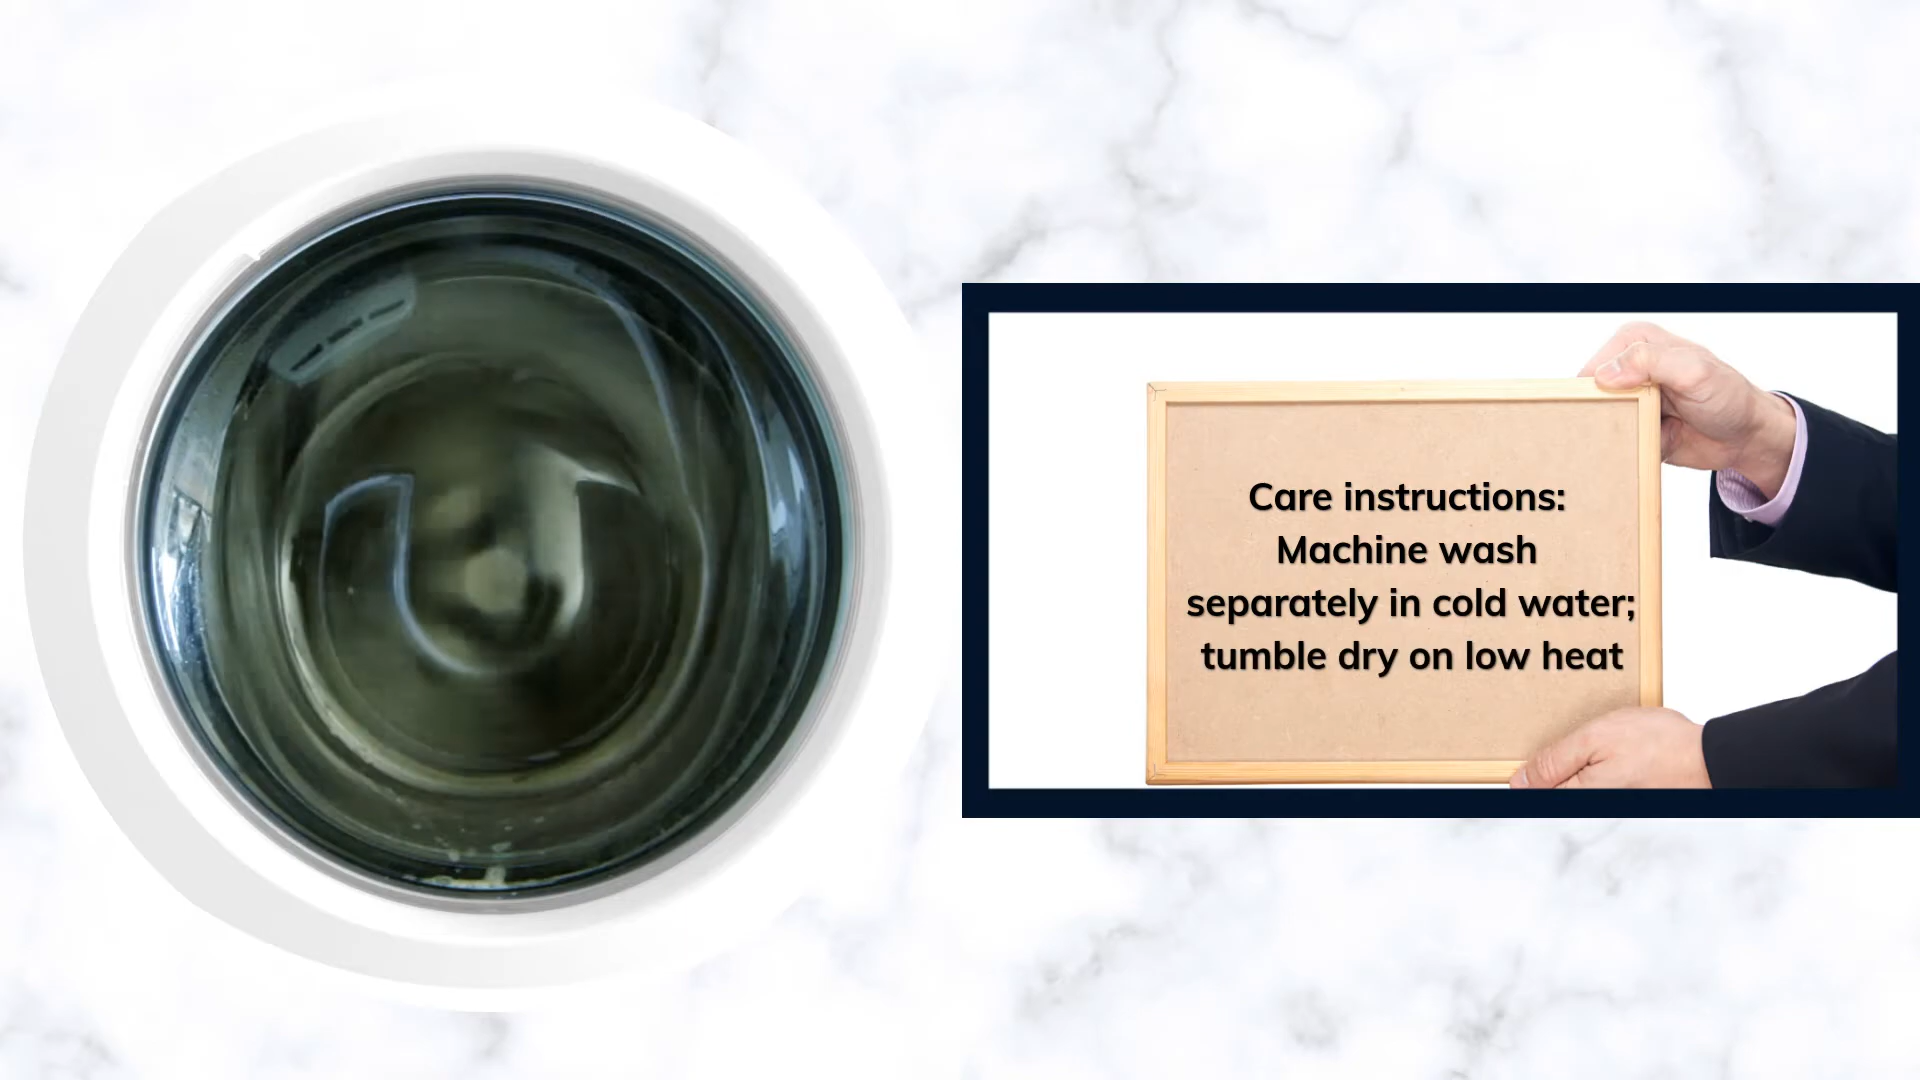 Care instructions:
Machine wash
separately in cold water;
tumble dry on low heat